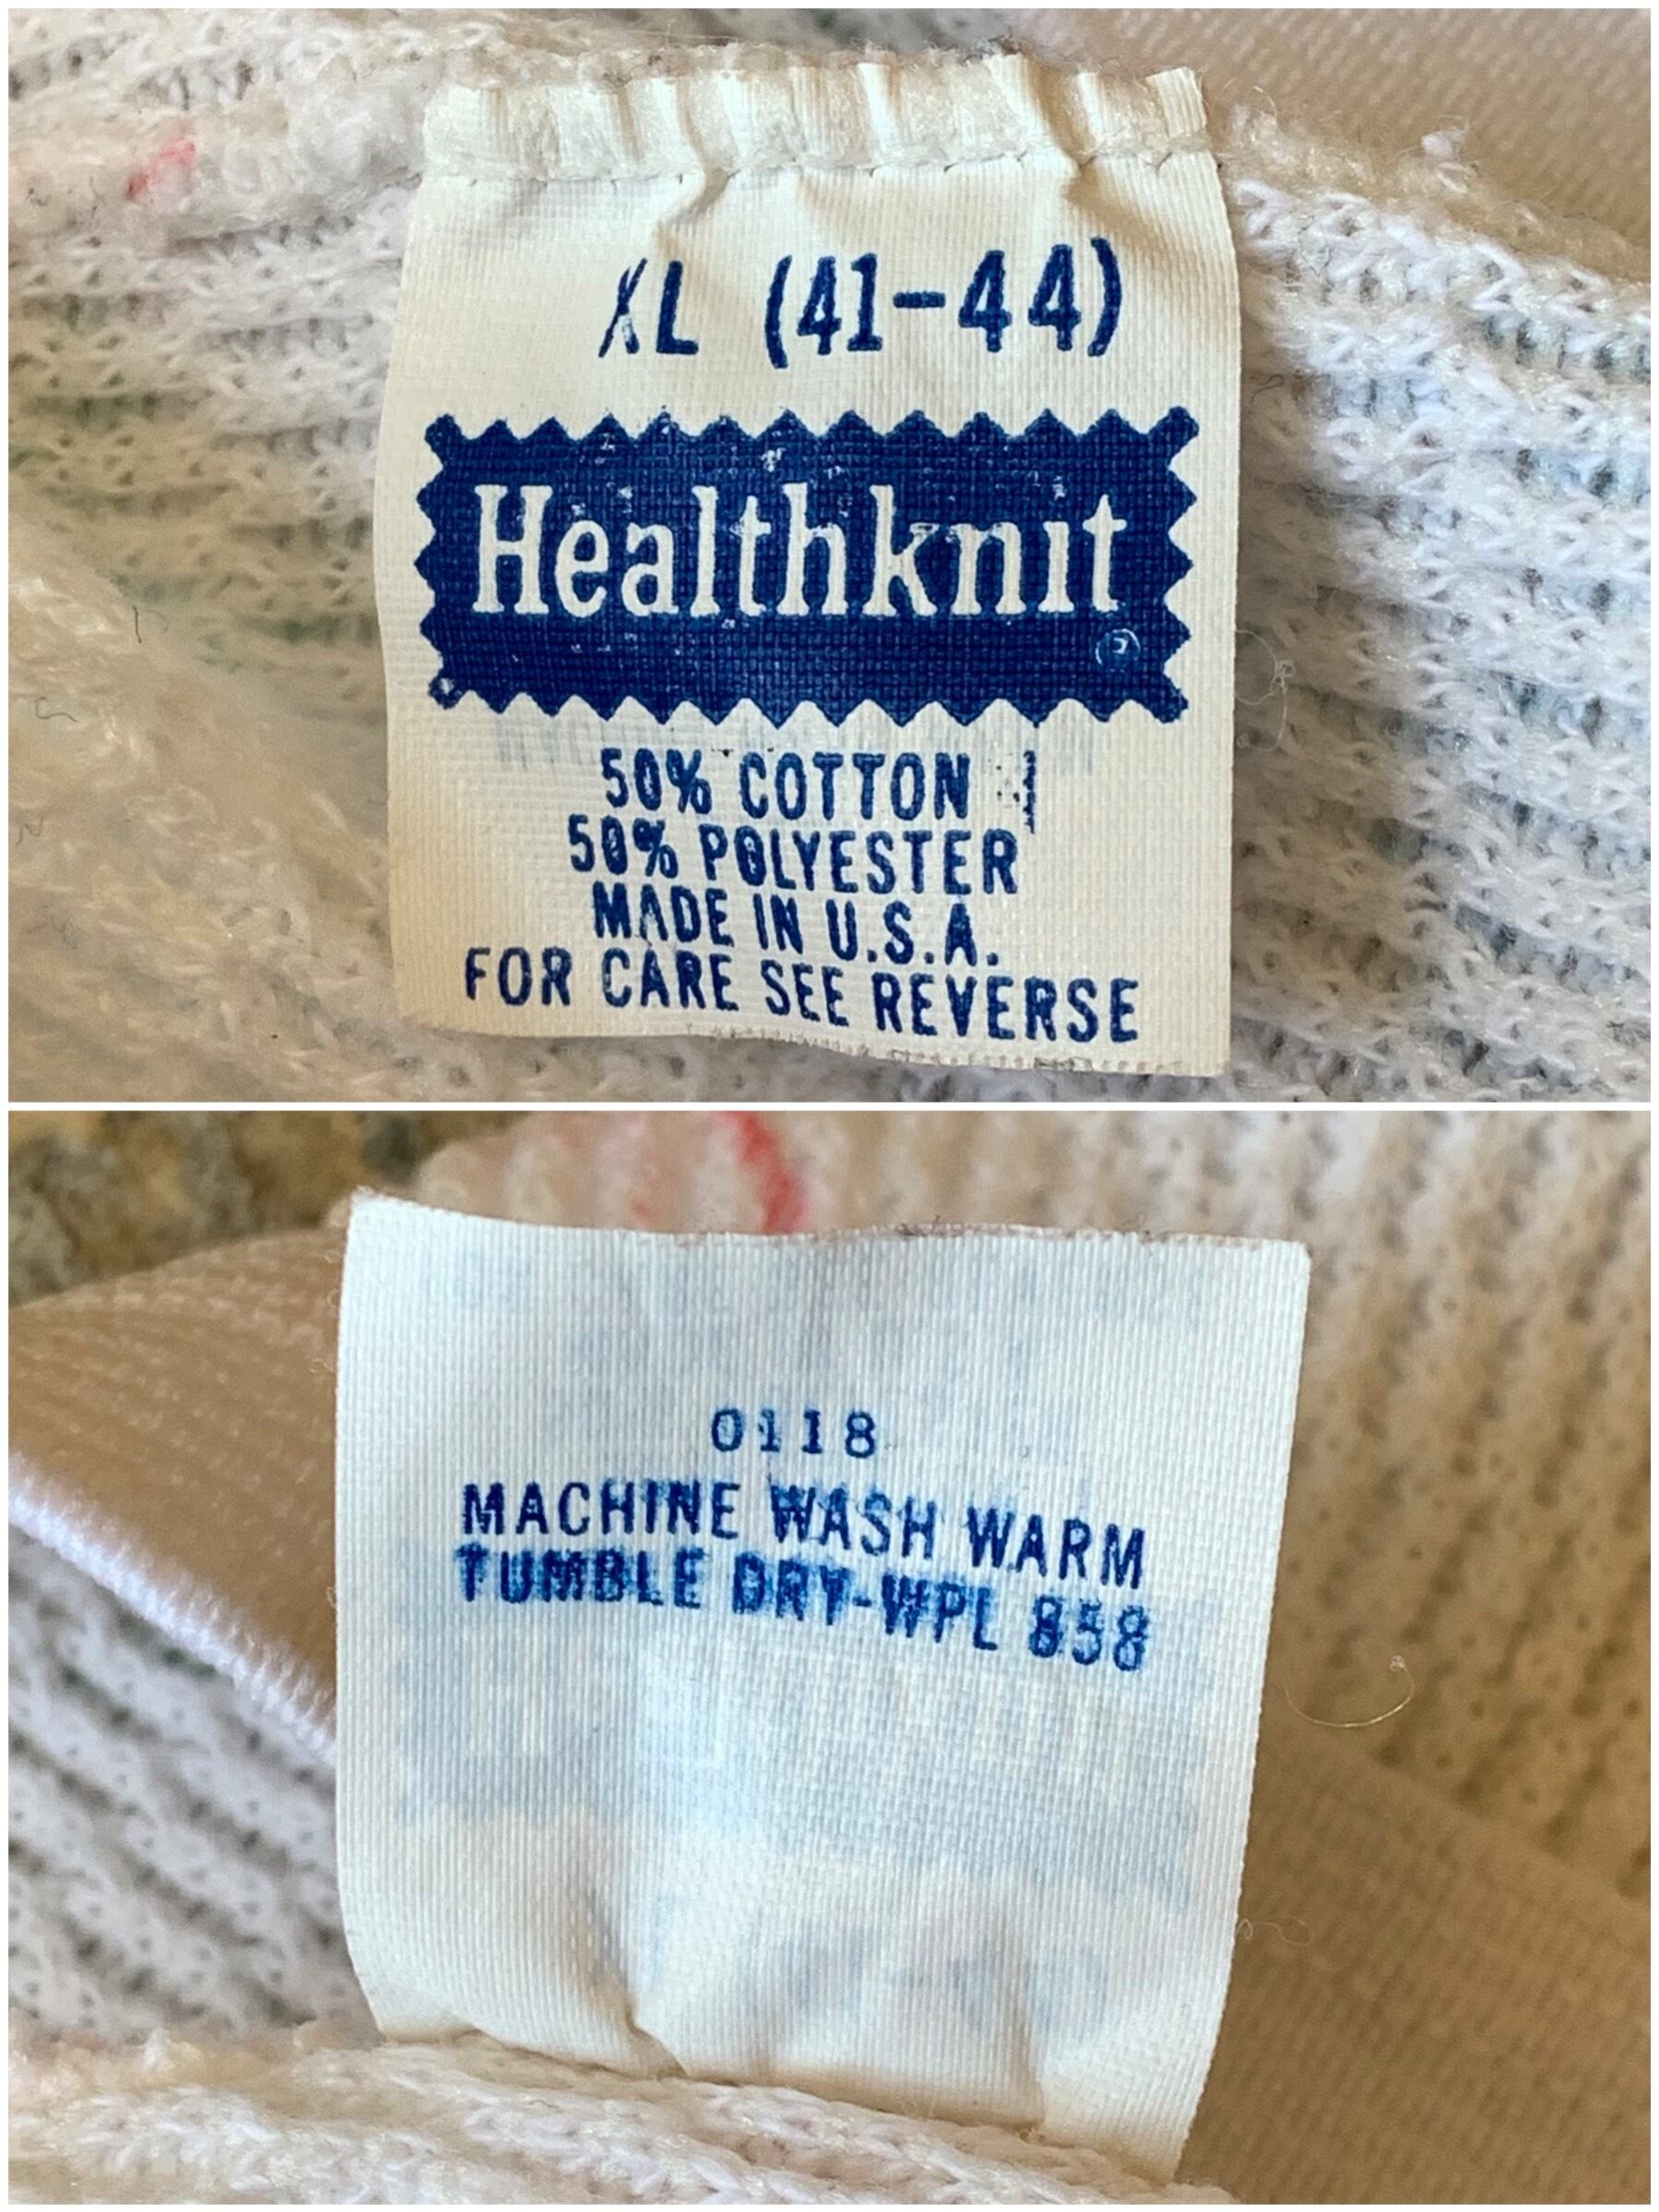 XL (41-44)
Healthknit
®
50% COTTON
50% POLYESTER
MADE IN U.S.A.
FOR CARE SEE REVERSE
0118
MACHINE WASH WARM
TUMBLE DRY-WPL 858